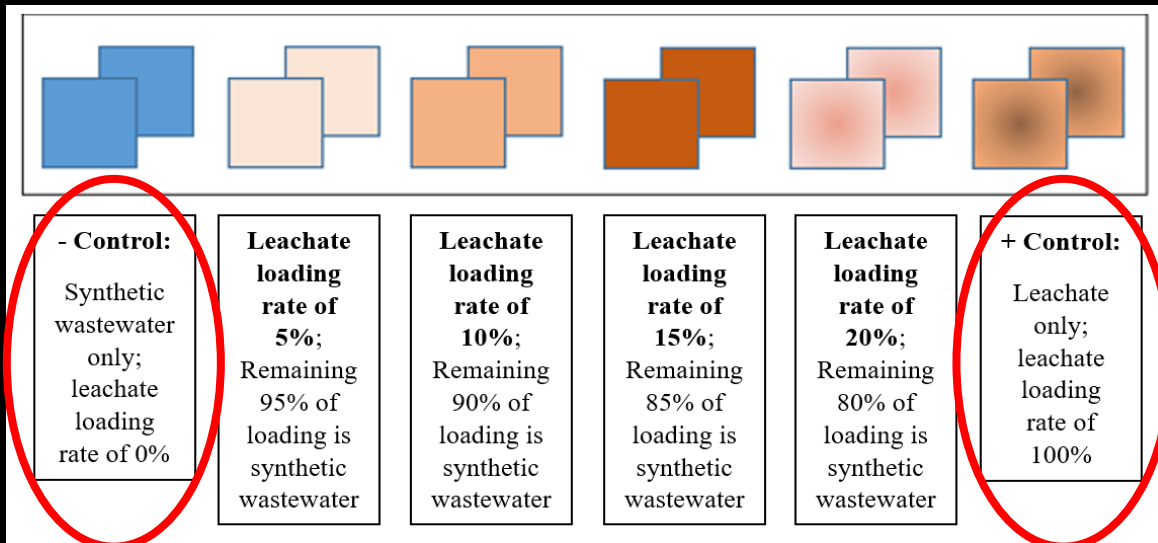 - Control:
Synthetic
wastewater
only;
leachate
loading
rate of 0%
Leachate
loading
rate of
5%;
Remaining
95% of
loading is
synthetic
wastewater
Leachate
loading
rate of
10%;
Remaining
90% of
loading is
synthetic
wastewater
Leachate
loading
rate of
15%;
Remaining
85% of
loading is
synthetic
wastewater
Leachate
loading
rate of
20%;
Remaining
80% of
loading is
synthetic
wastewater
+ Control:
Leachate
only;
leachate
loading
rate of
100%